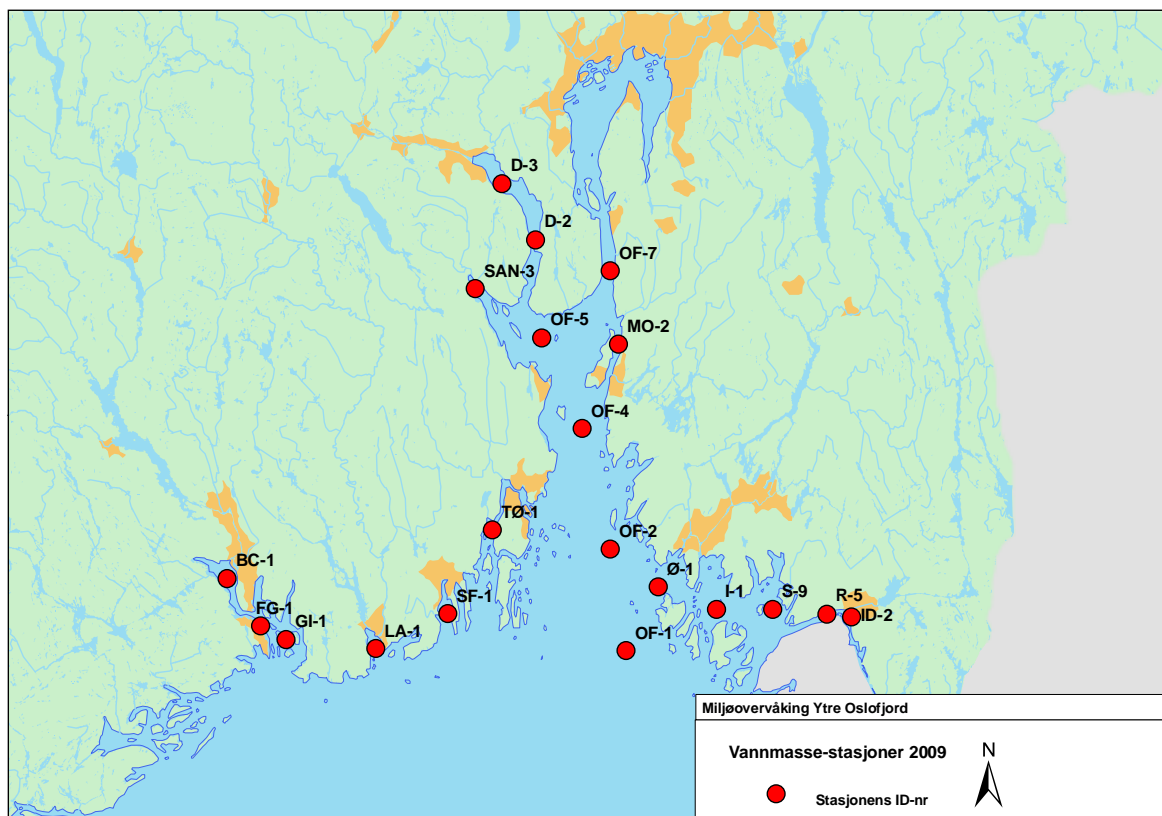 D-3
D-2
OF-7
SAN-3
OF-5
MO-2
OF-4
TØ-1
OF-2
BC-1
Ø-1
SF-1
I-1
S-9
R-5
FG-1
ID-2
GI-1
LA-1
OF-1
Miljøovervåking Ytre Oslofjord
Vannmasse-stasjoner 2009
N
Stasjonens ID-nr